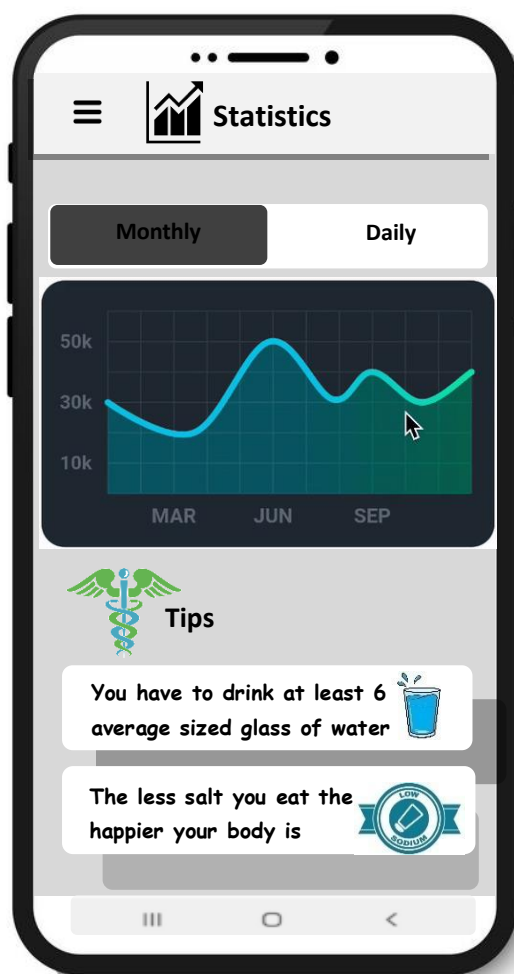 Statistics
Monthly Daily
50k
30k
10k
MAR JUN SEP
Tips
You have to drink at least 6
average sized glass of water
The less salt you eat the
happier your body is
LOW
SODIUM